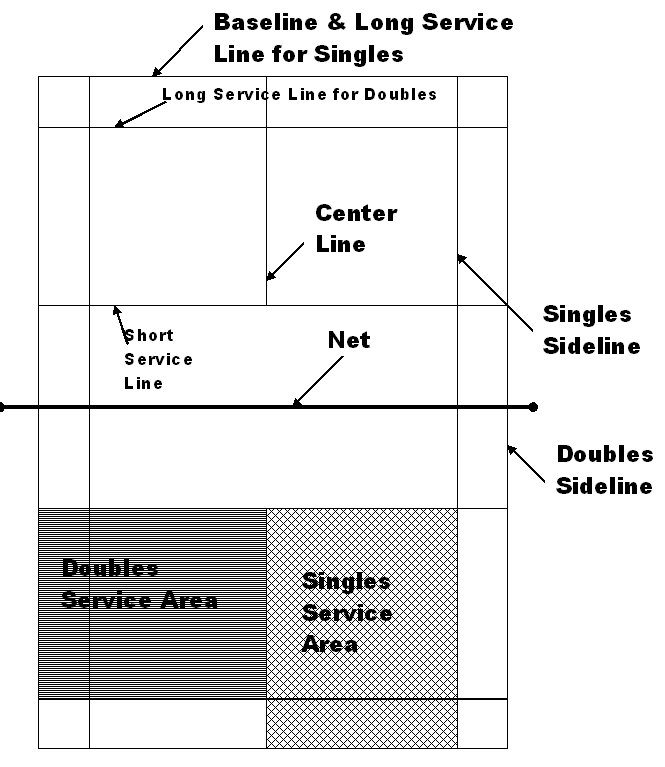 Baseline & Long Service
Line for Singles
Long Service Line for Doubles
Center
Line
Singles
Sideline
Short
Service
Line
Net
Doubles
Sideline
Doubles
Service Area
Singles
Service
Area